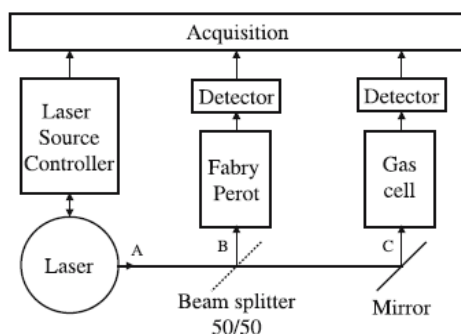 Acquisition
Laser
Source
Controller
Detector
Detector
Fabry
Perot
Gas
cell
A
B
C
Laser
Beam splitter
50/50
Mirror